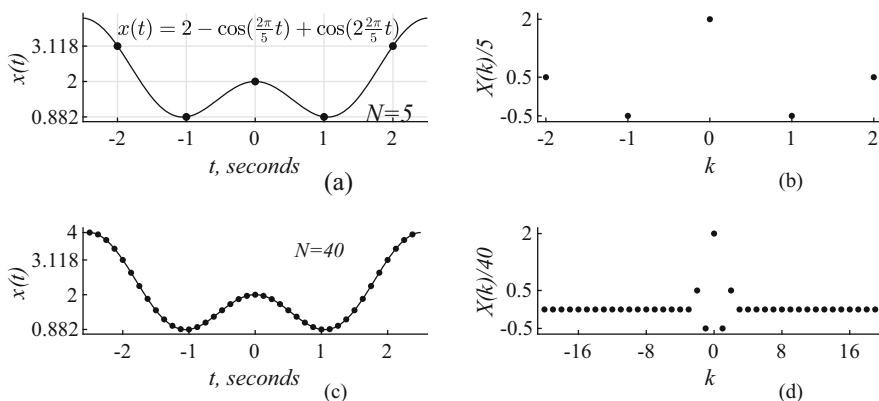 x(t) = 2 − cos(2π/5 t) + cos(2 2π/5 t)
3.118
2
0.882
x(t)
N=5
-2 -1 0 1 2
t, seconds
(a)
2
0.5
-0.5
X(k)/5
-2 -1 0 1 2
k
(b)
4
3.118
2
0.882
x(t)
N=40
-2 -1 0 1 2
t, seconds
(c)
2
0.5
-0.5
X(k)/40
-16 -8 0 8 16
k
(d)